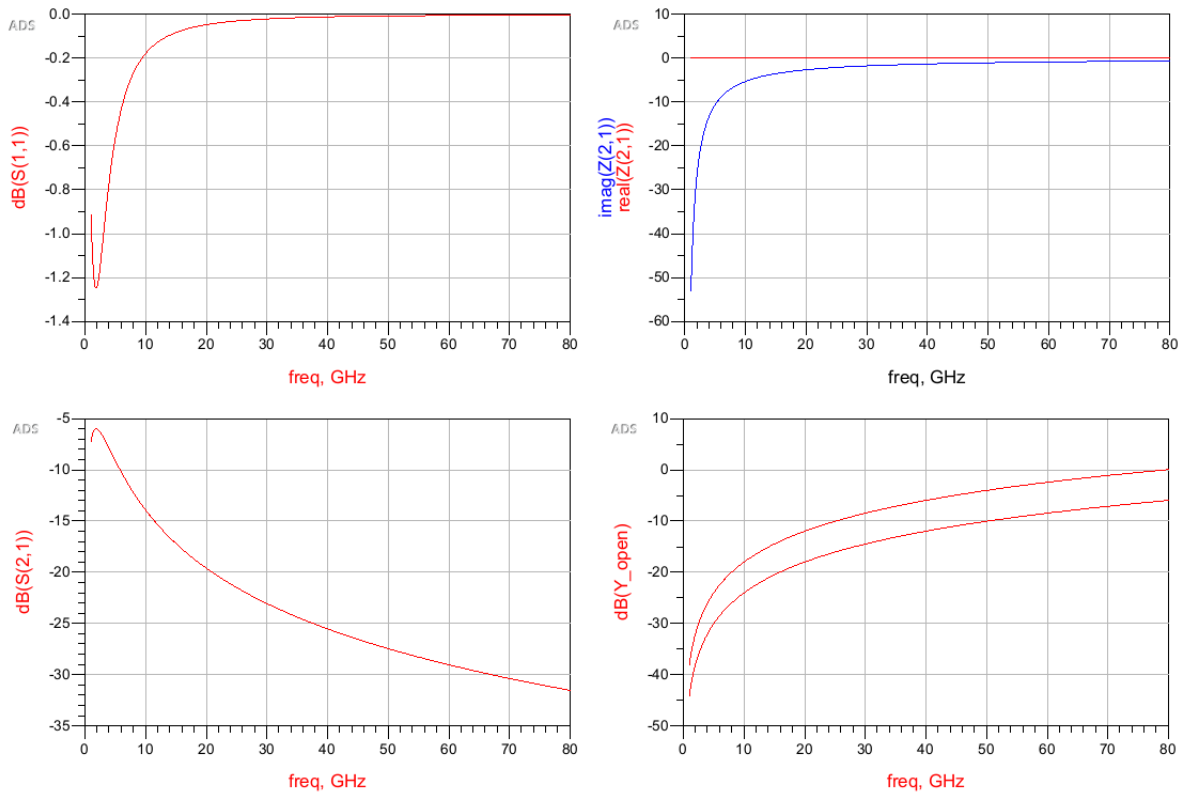 ADS
0.0
-0.2
-0.4
-0.6
-0.8
-1.0
-1.2
-1.4
dB(S(1,1))
0 10 20 30 40 50 60 70 80
freq, GHz
ADS
10
0
-10
-20
-30
-40
-50
-60
imag(Z(2,1))
real(Z(2,1))
0 10 20 30 40 50 60 70 80
freq, GHz
ADS
-5
-10
-15
-20
-25
-30
-35
dB(S(2,1))
0 10 20 30 40 50 60 70 80
freq, GHz
ADS
10
0
-10
-20
-30
-40
-50
dB(Y_open)
0 10 20 30 40 50 60 70 80
freq, GHz